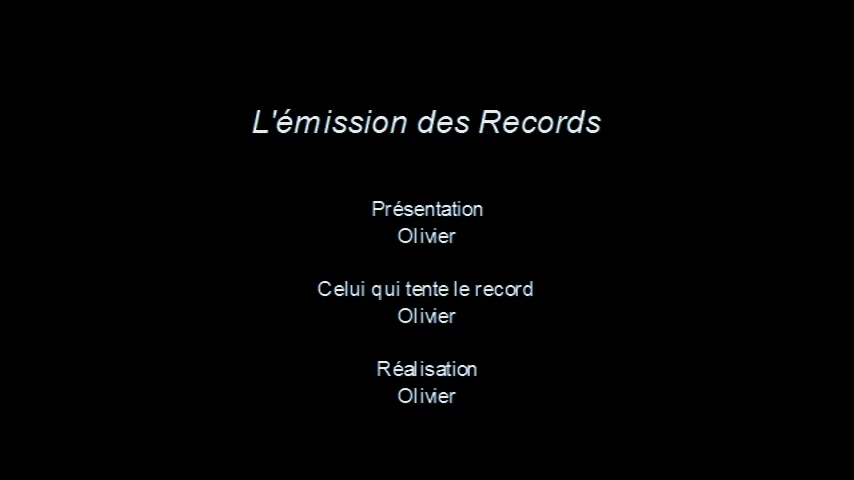 L'émission des Records
Présentation
Olivier
Celui qui tente le record
Olivier
Réalisation
Olivier